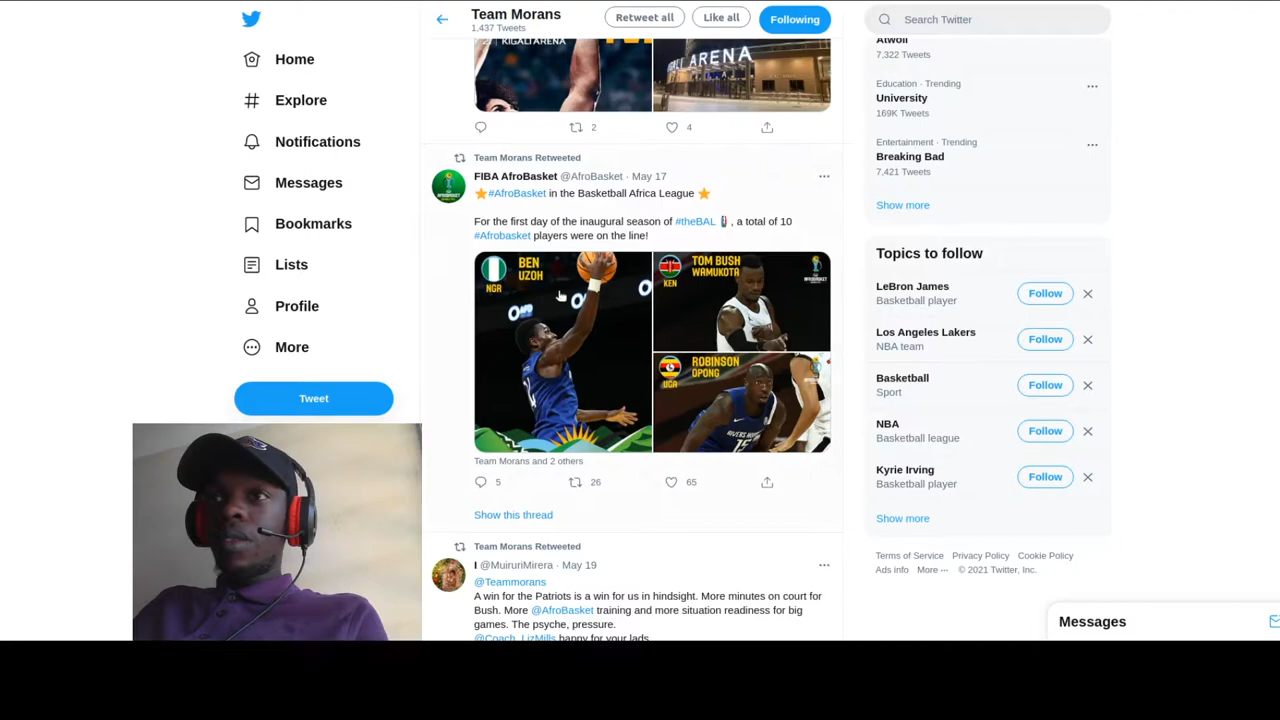 Home
Explore
Notifications
Messages
Bookmarks
Lists
Profile
More
Tweet
Team Morans
1,437 Tweets
Retweet all
Like all
Following
KIGALI ARENA
ALI ARENA
2
4
Team Morans Retweeted
FIBA AfroBasket @AfroBasket · May 17
#AfroBasket in the Basketball Africa League
For the first day of the inaugural season of #theBAL , a total of 10
#Afrobasket players were on the line!
NGR
BEN
UZOH
KEN
TOM BUSH
WAMUKOTA
UGA
ROBINSON
OPONG
Team Morans and 2 others
5
26
65
Show this thread
Team Morans Retweeted
I @MuiruriMirera · May 19
@Teammorans
A win for the Patriots is a win for us in hindsight. More minutes on court for
Bush. More @AfroBasket training and more situation readiness for big
games. The psyche, pressure.
@Coach_LizMills happy for your lads
Search Twitter
Atwoli
7,322 Tweets
Education · Trending
University
169K Tweets
Entertainment · Trending
Breaking Bad
7,421 Tweets
Show more
Topics to follow
LeBron James
Basketball player
Follow
Los Angeles Lakers
NBA team
Follow
Basketball
Sport
Follow
NBA
Basketball league
Follow
Kyrie Irving
Basketball player
Follow
Show more
Terms of Service Privacy Policy Cookie Policy
Ads info More ··· © 2021 Twitter, Inc.
Messages